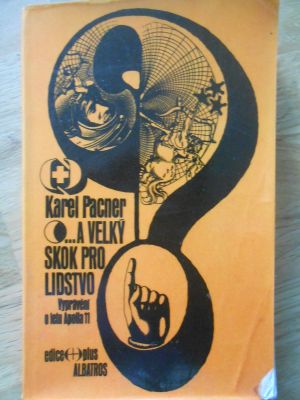 Karel Pacner
...A VELKÝ
SKOK PRO
LIDSTVO
Vyprávění
o letu Apolla 11
edice plus
ALBATROS